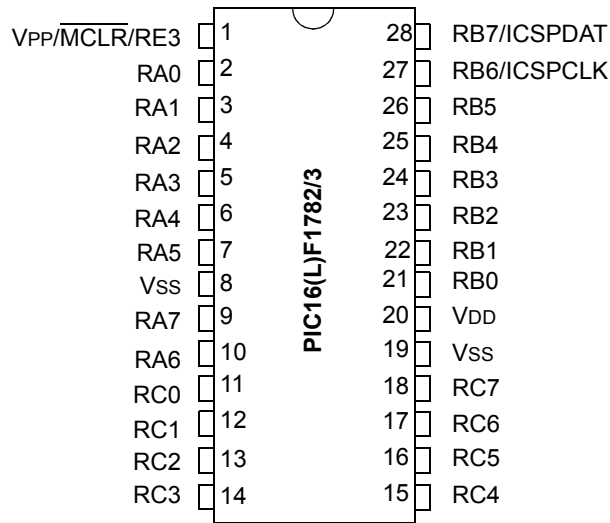 VPP/MCLR/RE3 1 28 RB7/ICSPDAT
RA0 2 27 RB6/ICSPCLK
RA1 3 26 RB5
RA2 4 25 RB4
RA3 5 24 RB3
RA4 6 23 RB2
RA5 7 22 RB1
VSS 8 21 RB0
RA7 9 20 VDD
RA6 10 19 VSS
RC0 11 18 RC7
RC1 12 17 RC6
RC2 13 16 RC5
RC3 14 15 RC4
PIC16(L)F1782/3